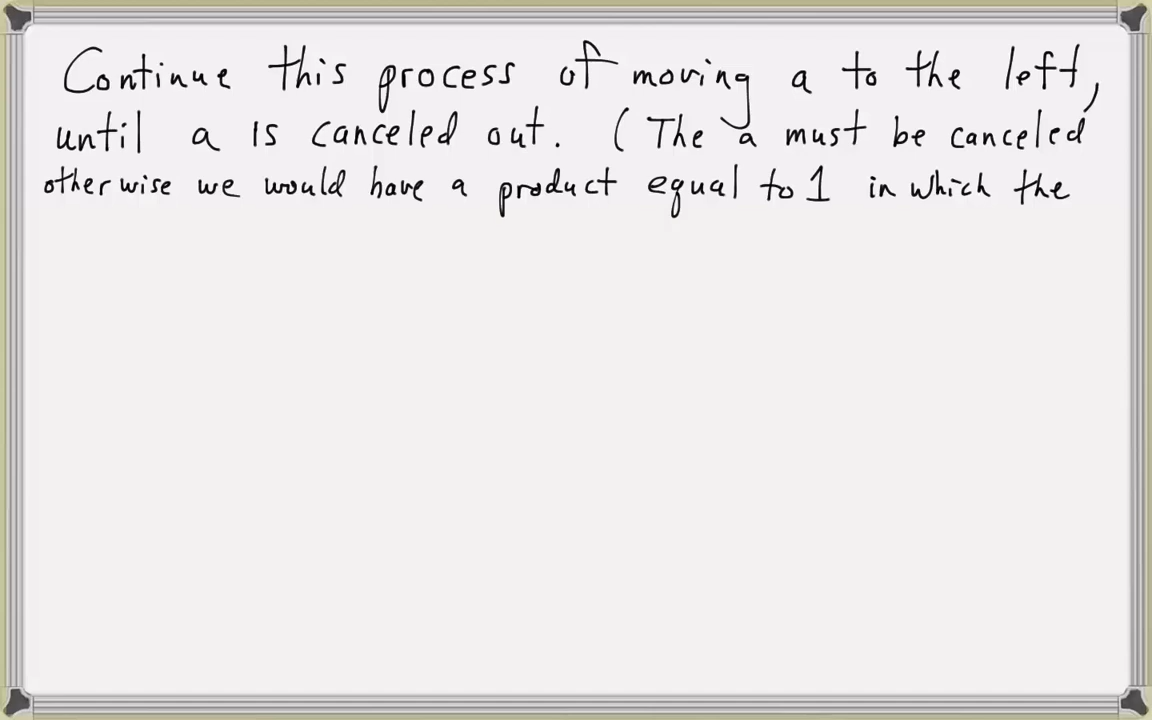 Continue this process of moving a to the left,
until a is canceled out. (The a must be canceled
otherwise we would have a product equal to 1 in which the